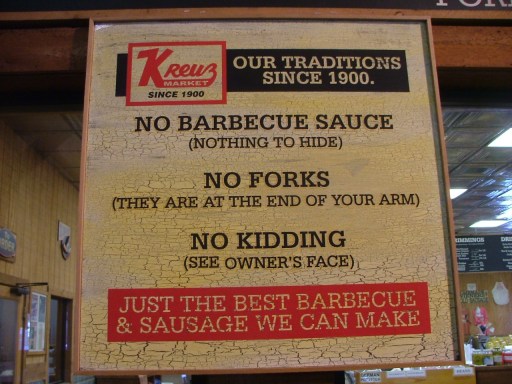 Kreuz
MARKET
SINCE 1900
OUR TRADITIONS
SINCE 1900.
NO BARBECUE SAUCE
(NOTHING TO HIDE)
NO FORKS
(THEY ARE AT THE END OF YOUR ARM)
NO KIDDING
(SEE OWNER'S FACE)
JUST THE BEST BARBECUE
& SAUSAGE WE CAN MAKE